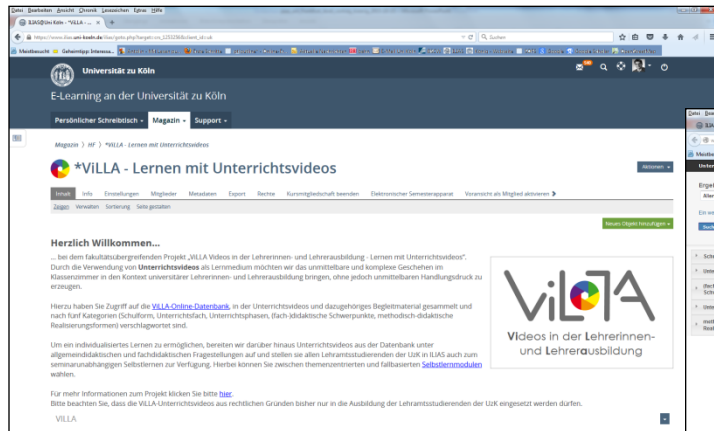 Datei Bearbeiten Ansicht Chronik Lesezeichen Extras Hilfe
ILIAS@Uni Koeln - *ViLLA - ...
Suchen
Meistbesucht
Universität zu Köln
E-Learning an der Universität zu Köln
Persönlicher Schreibtisch Magazin Support
Magazin HF *ViLLA - Lernen mit Unterrichtsvideos
*ViLLA - Lernen mit Unterrichtsvideos
Aktionen
Inhalt Info Einstellungen Mitglieder Metadaten Export Rechte Kursmitgliedschaft beenden Elektronischer Semesterapparat Voransicht als Mitglied aktivieren
Zeigen Verwalten Sortierung Seite gestalten
Neues Objekt hinzufügen
Herzlich Willkommen...
... bei dem fakultätsübergreifenden Projekt „ViLLA Videos in der Lehrerinnen- und Lehrerausbildung - Lernen mit Unterrichtsvideos“.
Durch die Verwendung von Unterrichtsvideos als Lernmedium möchten wir das unmittelbare und komplexe Geschehen im
Klassenzimmer in den Kontext universitärer Lehrerinnen- und Lehrerausbildung bringen, ohne jedoch unmittelbaren Handlungsdruck zu
erzeugen.
Hierzu haben Sie Zugriff auf die ViLLA-Online-Datenbank, in der Unterrichtsvideos und dazugehöriges Begleitmaterial gesammelt und
nach fünf Kategorien (Schulform, Unterrichtsfach, Unterrichtsphasen, (fach-)didaktische Schwerpunkte, methodisch-didaktische
Realisierungsformen) verschlagwortet sind.
Um ein individualisiertes Lernen zu ermöglichen, bereiten wir darüber hinaus Unterrichtsvideos aus der Datenbank unter
allgemeindidaktischen und fachdidaktischen Fragestellungen auf und stellen sie allen Lehramtsstudierenden der UzK in ILIAS auch zum
seminarunabhängigen Selbstlernen zur Verfügung. Hierbei können Sie zwischen themenzentrierten und fallbasierten Selbstlernmodulen
wählen.
Für mehr Informationen zum Projekt klicken Sie bitte hier.
Bitte beachten Sie, dass die ViLLA-Unterrichtsvideos aus rechtlichen Gründen bisher nur in die Ausbildung der Lehramtsstudierenden der UzK eingesetzt werden dürfen.
ViLLA
ViLLA
Videos in der Lehrerinnen-
und Lehrerausbildung